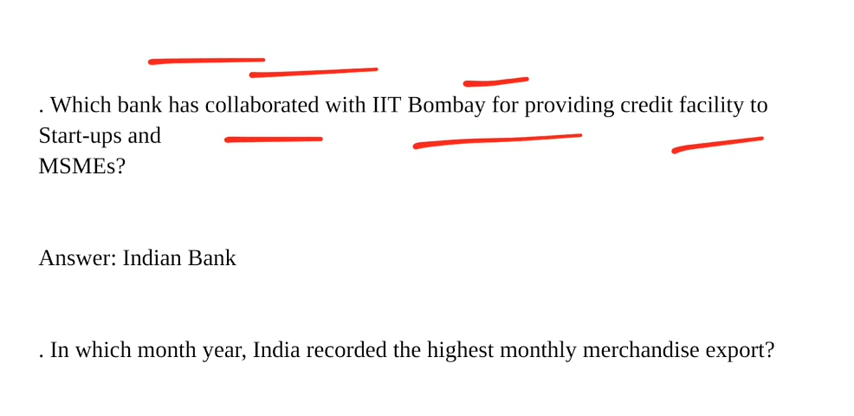 . Which bank has collaborated with IIT Bombay for providing credit facility to
Start-ups and
MSMEs?
Answer: Indian Bank
. In which month year, India recorded the highest monthly merchandise export?